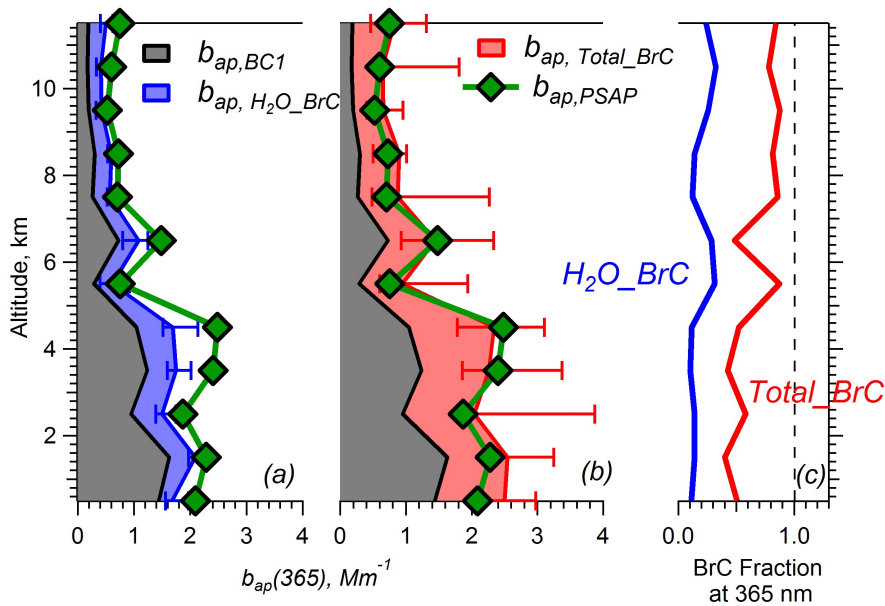 b_ap,BC1
b_ap, H₂O_BrC
b_ap, Total_BrC
b_ap,PSAP
H₂O_BrC
Total_BrC
(a)
(b)
(c)
Altitude, km
10
8
6
4
2
0 1 2 3 4
0 1 2 3 4
0.0 1.0
b_ap(365), Mm⁻¹
BrC Fraction
at 365 nm